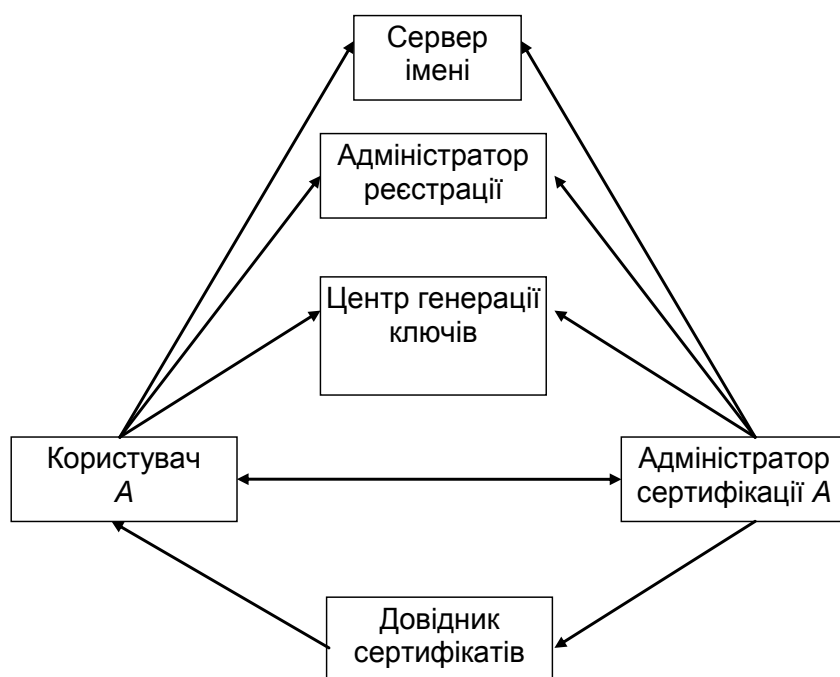 Сервер
імені
Адміністратор
реєстрації
Центр генерації
ключів
Користувач
A
Адміністратор
сертифікації A
Довідник
сертифікатів